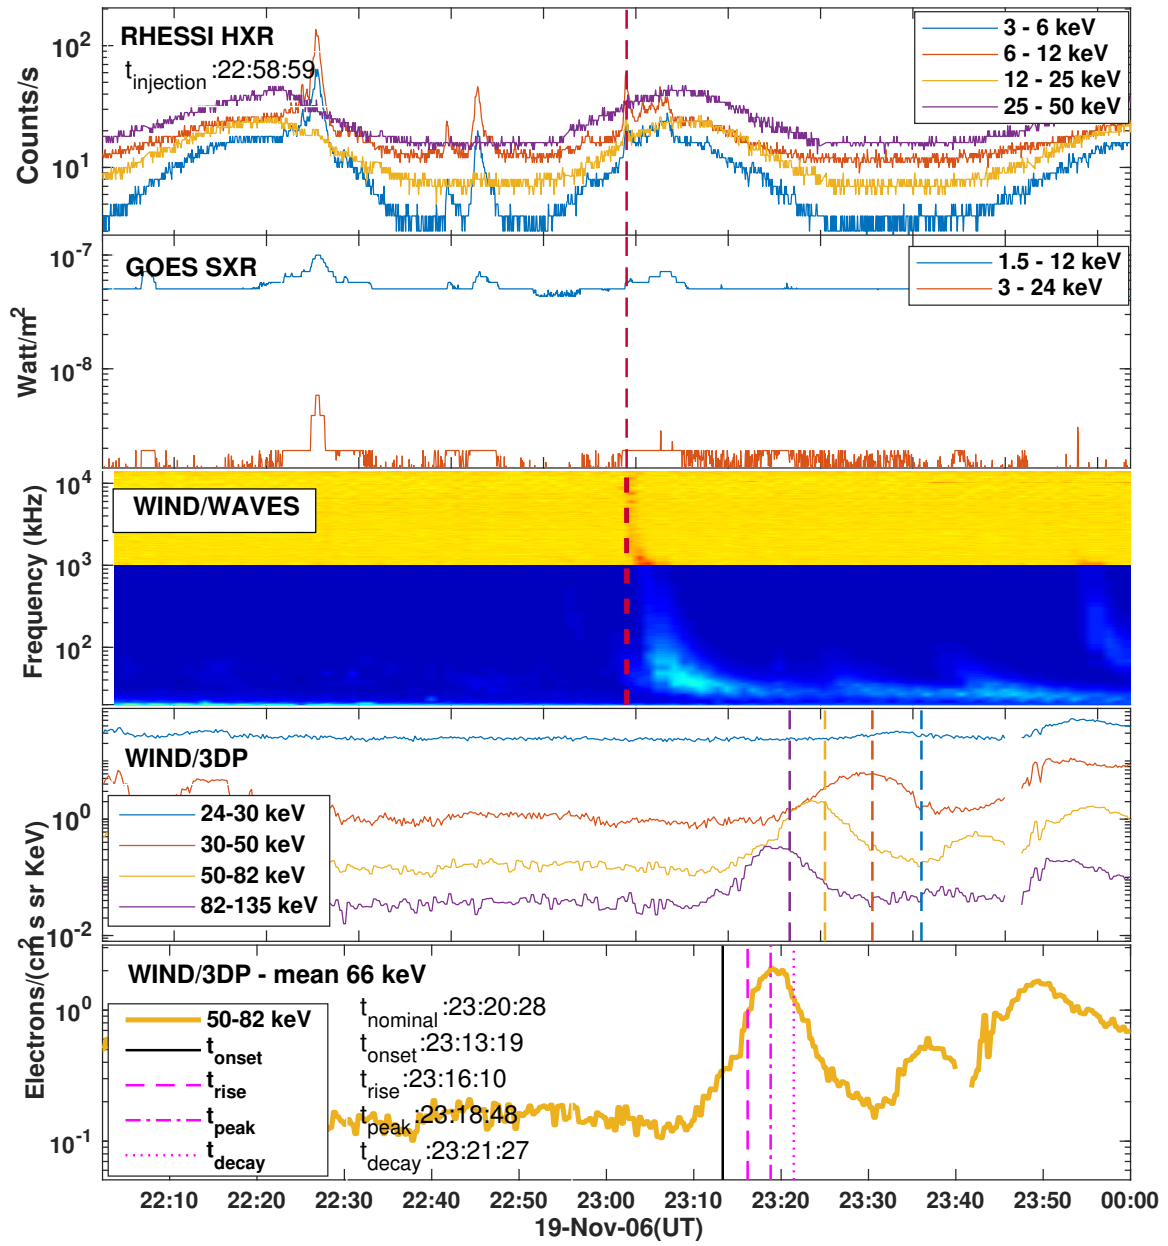 RHESSI HXR
t_injection :22:58:59
3 - 6 keV
6 - 12 keV
12 - 25 keV
25 - 50 keV
Counts/s
10^2
10^1
GOES SXR
1.5 - 12 keV
3 - 24 keV
Watt/m^2
10^-7
10^-8
WIND/WAVES
Frequency (kHz)
10^4
10^3
10^2
WIND/3DP
24-30 keV
30-50 keV
50-82 keV
82-135 keV
10^0
10^-2
Electrons/(cm^2 s sr KeV)
WIND/3DP - mean 66 keV
50-82 keV
t_onset
t_rise
t_peak
t_decay
t_nominal:23:20:28
t_onset:23:13:19
t_rise:23:16:10
t_peak:23:18:48
t_decay:23:21:27
10^0
10^-1
22:10 22:20 22:30 22:40 22:50 23:00 23:10 23:20 23:30 23:40 23:50 00:00
19-Nov-06(UT)